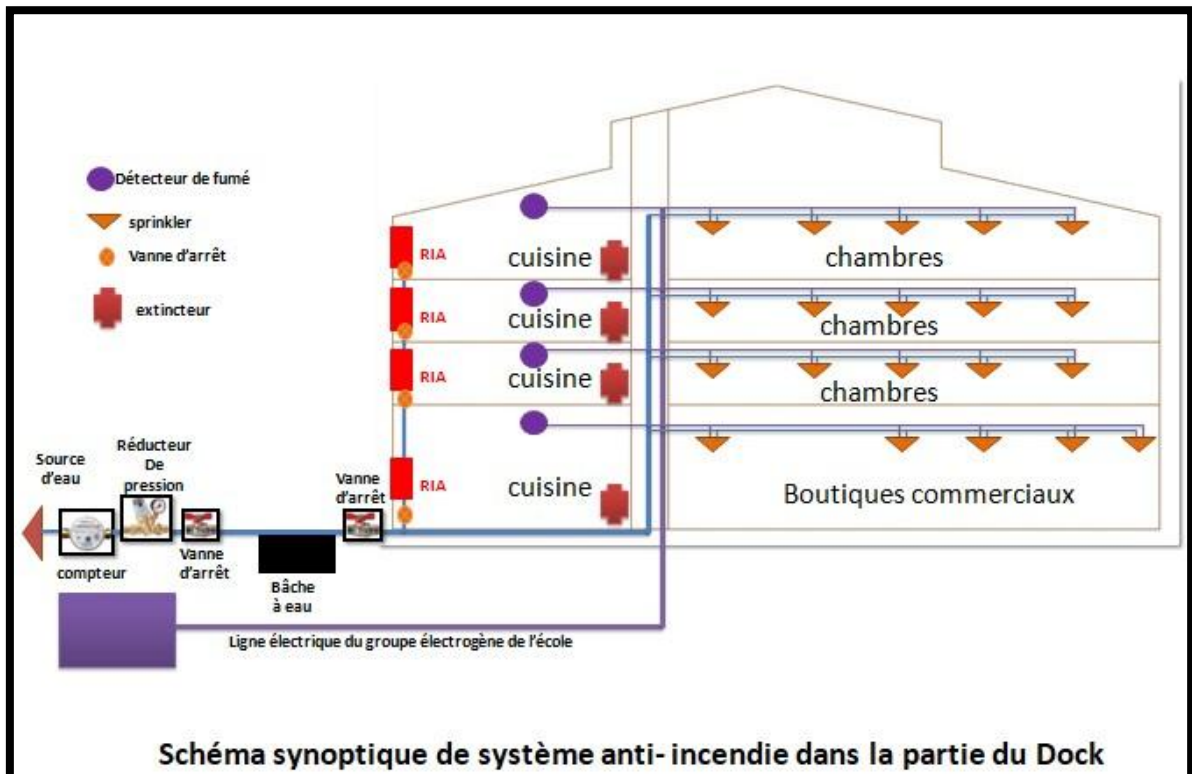 Détecteur de fumé
sprinkler
Vanne d'arrêt
extincteur
RIA
cuisine
chambres
RIA
cuisine
chambres
RIA
cuisine
chambres
RIA
cuisine
Boutiques commerciaux
Source
d'eau
Réducteur
De
pression
Vanne
d'arrêt
compteur
Vanne
d'arrêt
Bâche
à eau
Ligne électrique du groupe électrogène de l'école
Schéma synoptique de système anti- incendie dans la partie du Dock